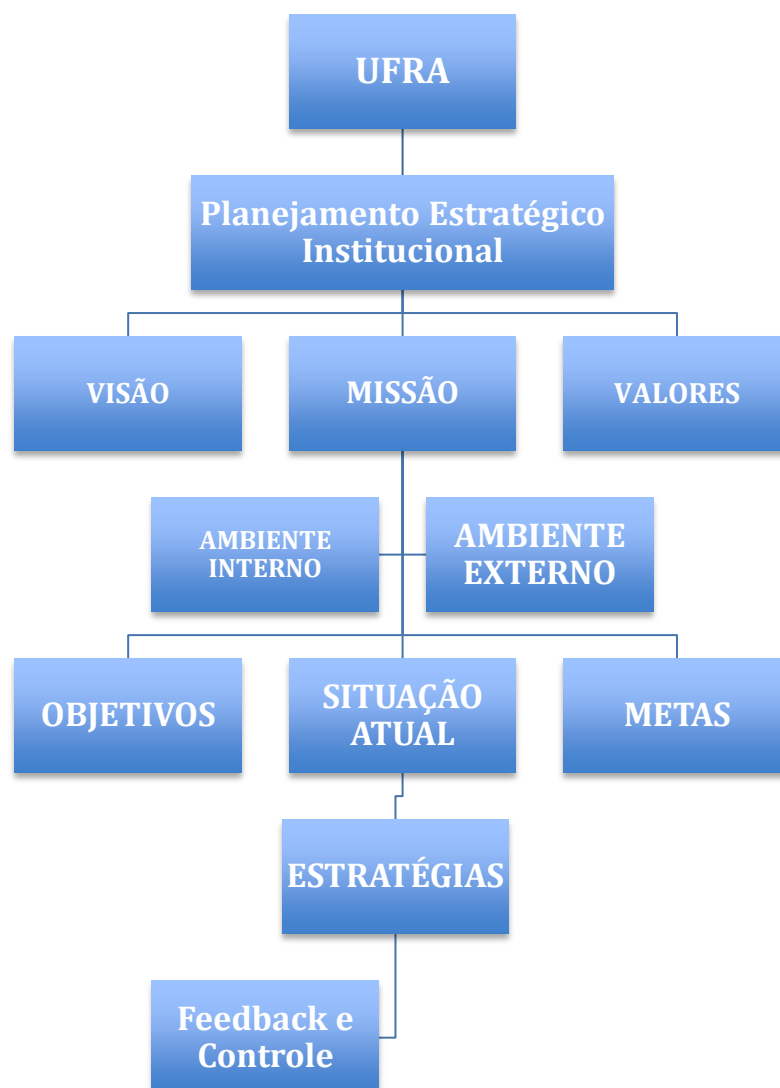 UFRA
Planejamento Estratégico
Institucional
VISÃO
MISSÃO
VALORES
AMBIENTE
INTERNO
AMBIENTE
EXTERNO
OBJETIVOS
SITUAÇÃO
ATUAL
METAS
ESTRATÉGIAS
Feedback e
Controle